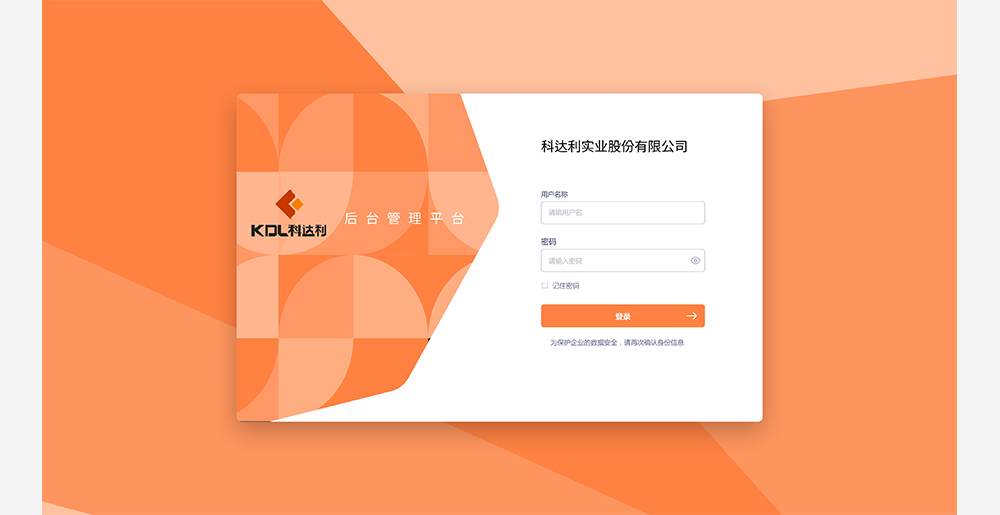 科达利实业股份有限公司
用户名称
请输用户名
KDL科达利
后台管理平台
密码
请输入密码
记住密码
登录
为保护企业的数据安全，请再次确认身份信息